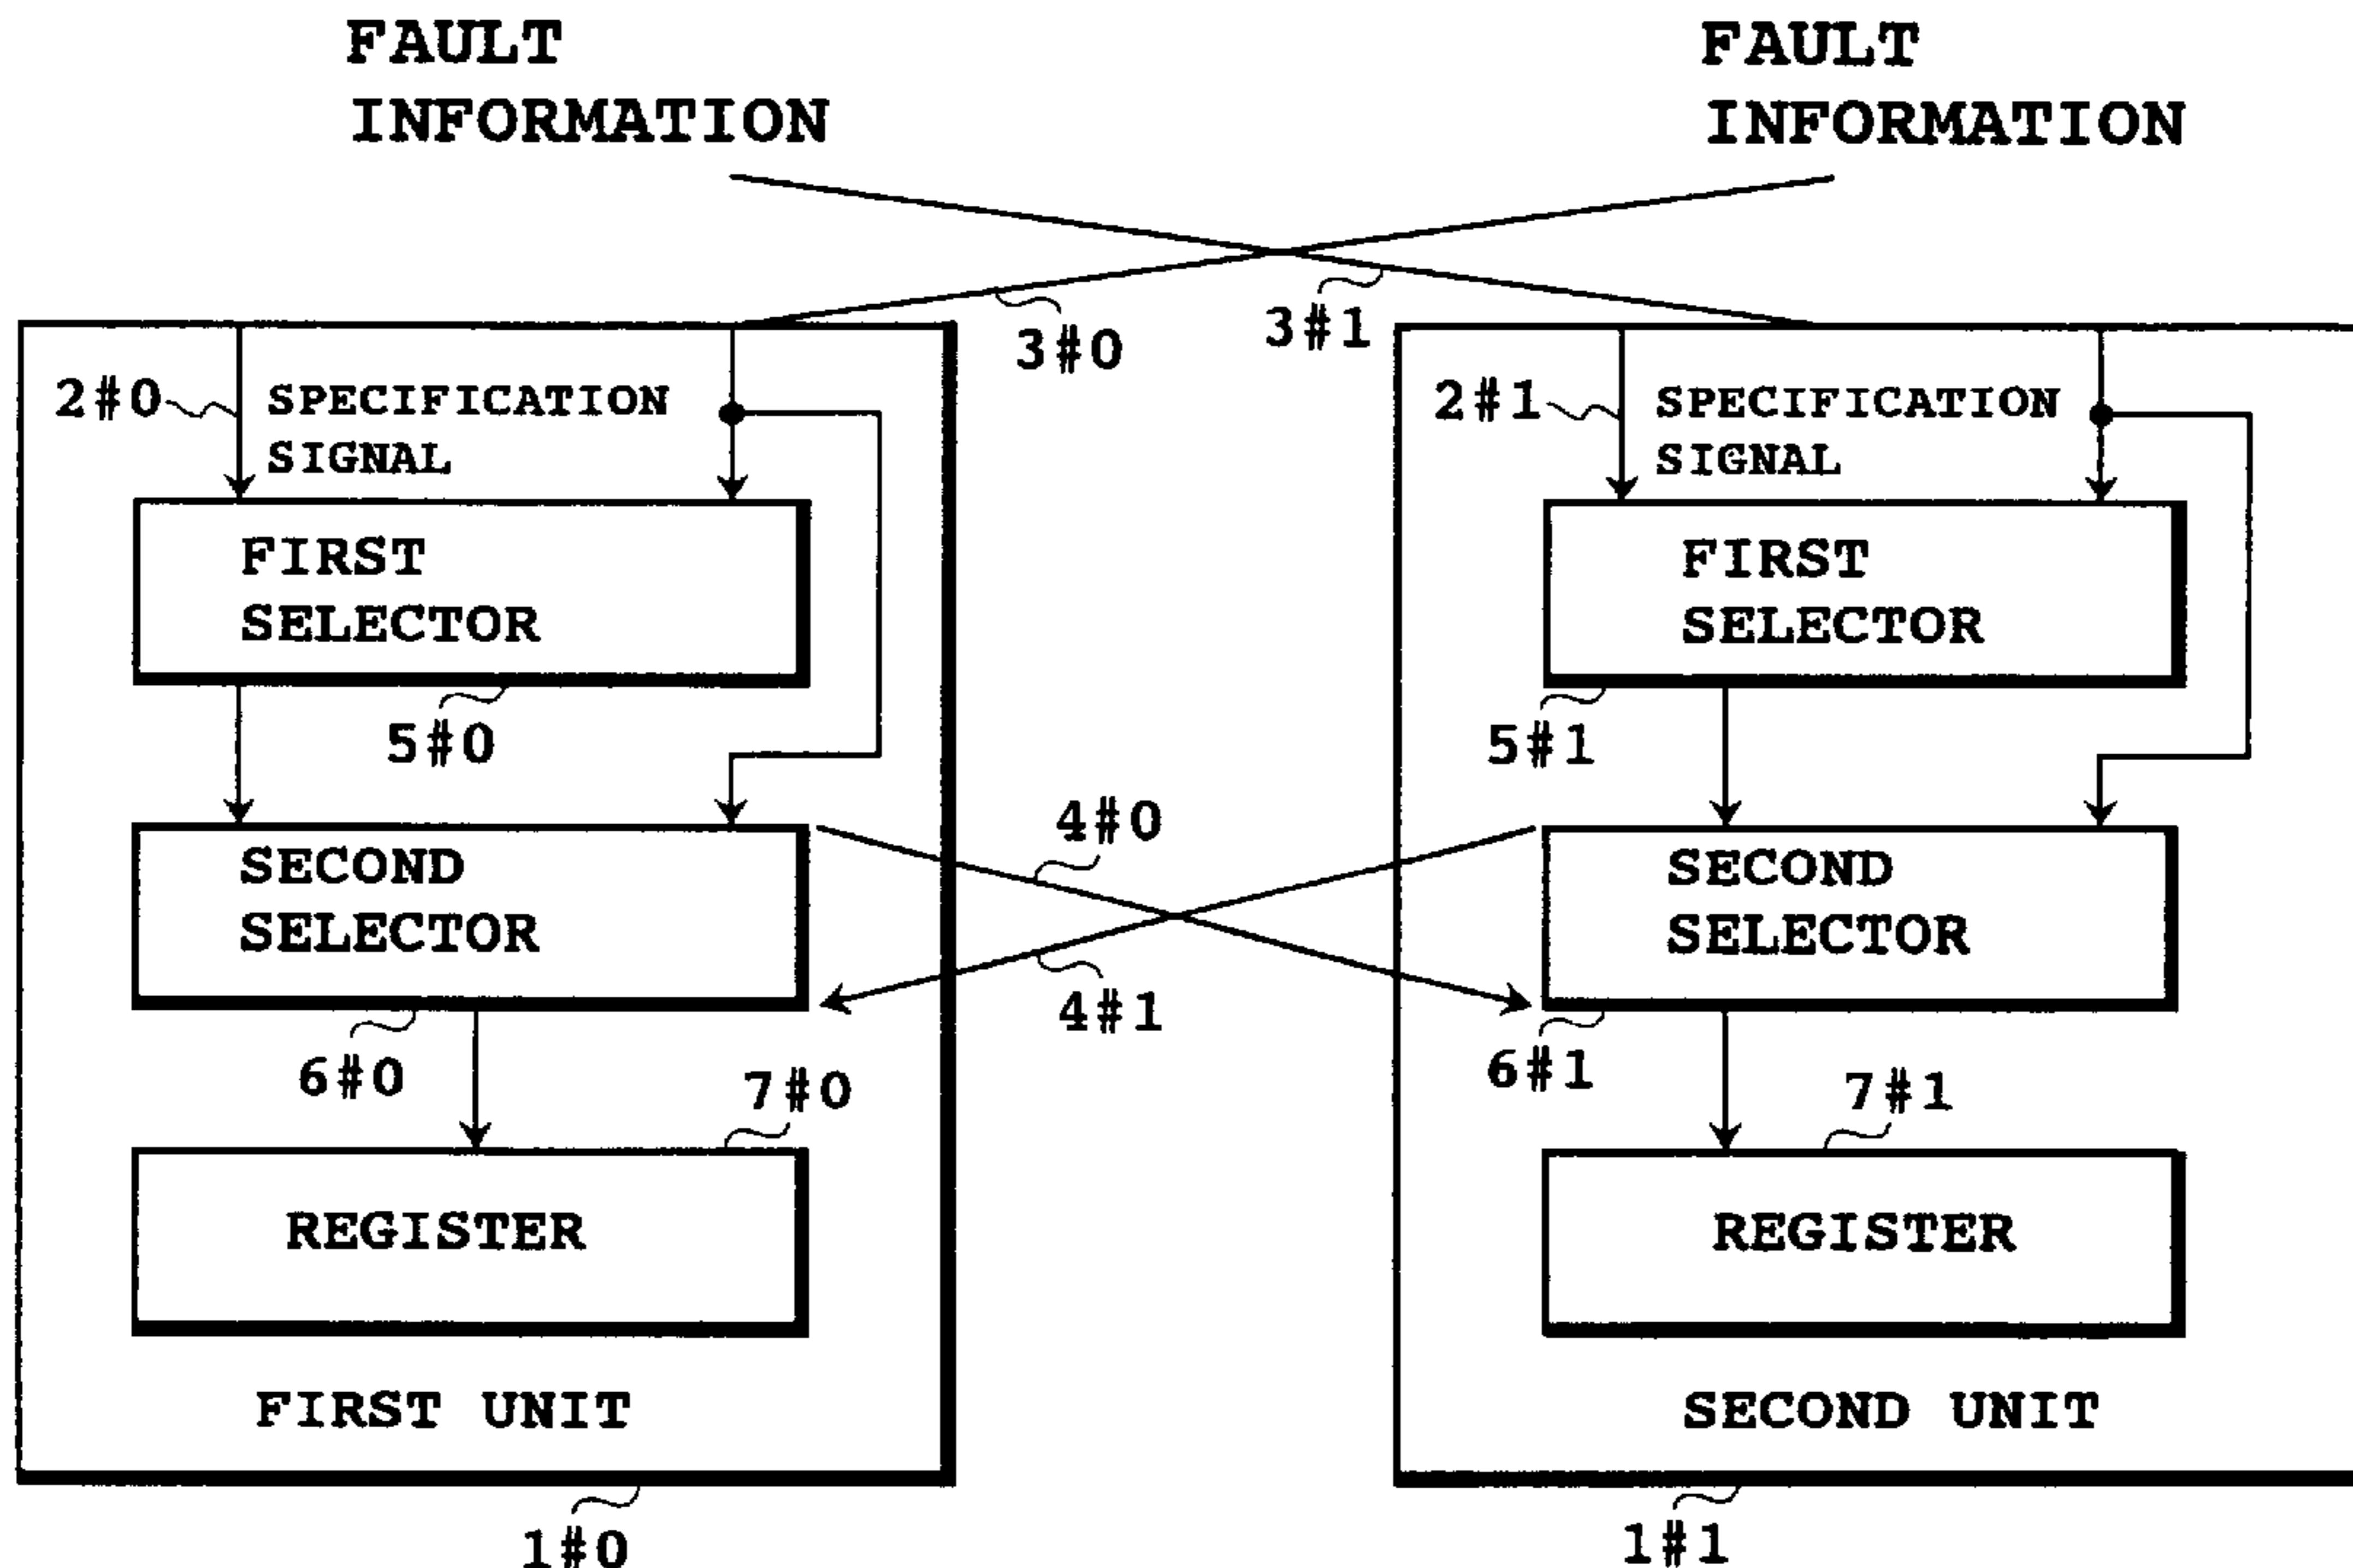 FAULT
INFORMATION
FAULT
INFORMATION
3#0
3#1
2#0
SPECIFICATION
SIGNAL
2#1
SPECIFICATION
SIGNAL
FIRST
SELECTOR
FIRST
SELECTOR
5#0
5#1
4#0
SECOND
SELECTOR
SECOND
SELECTOR
4#1
6#0
6#1
7#0
7#1
REGISTER
REGISTER
FIRST UNIT
SECOND UNIT
1#0
1#1